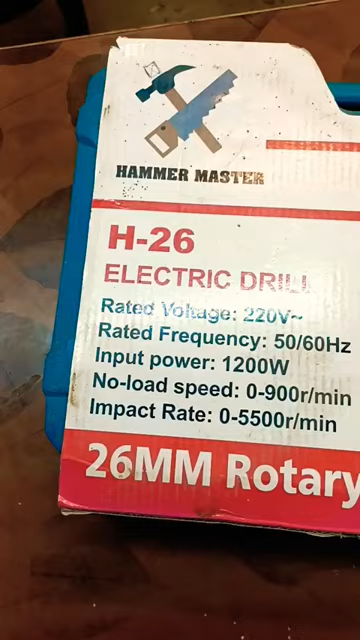 HAMMER MASTER
H-26
ELECTRIC DRILL
Rated Voltage: 220V~
Rated Frequency: 50/60Hz
Input power: 1200W
No-load speed: 0-900r/min
Impact Rate: 0-5500r/min
26MM Rotary